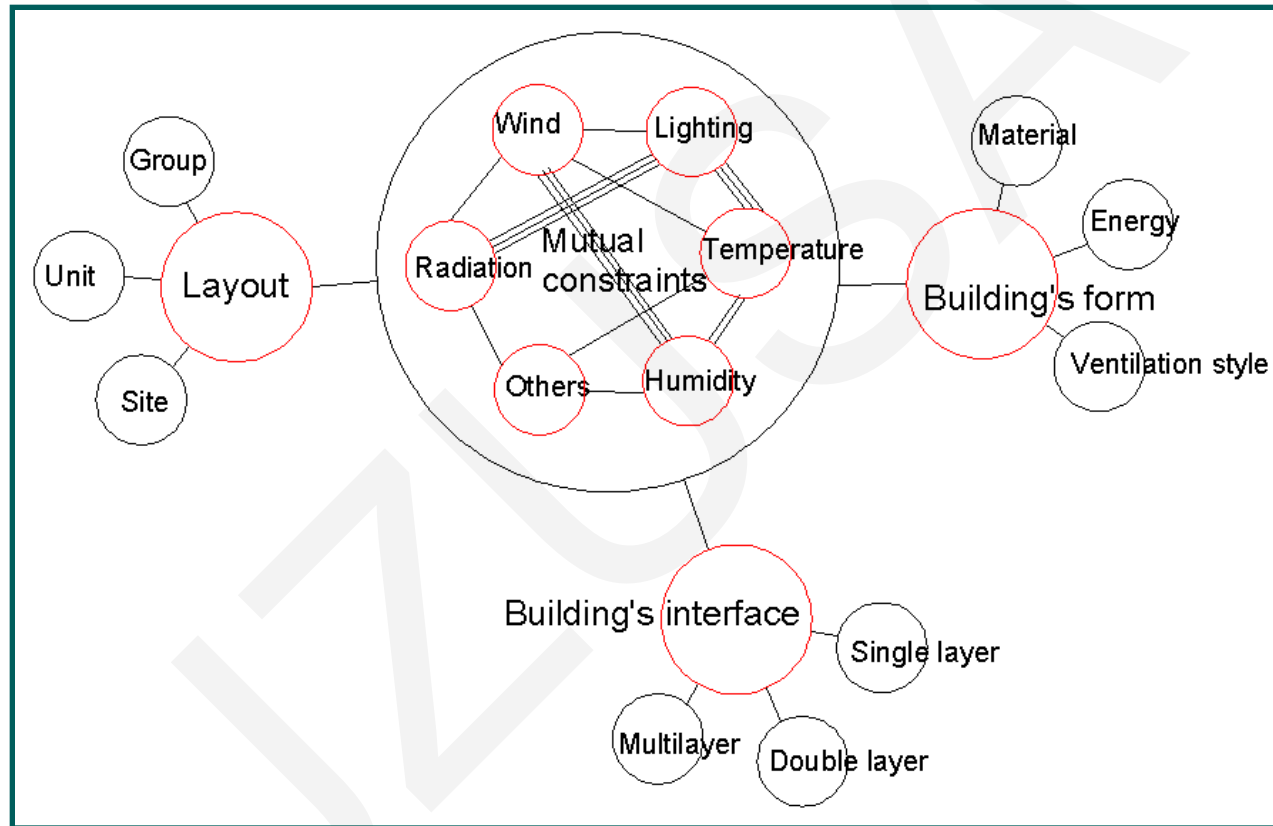 Wind
Lighting
Group
Radiation
Mutual
constraints
Temperature
Material
Energy
Unit
Layout
Building's form
Ventilation style
Site
Others
Humidity
Building's interface
Single layer
Multilayer
Double layer
JZUSA